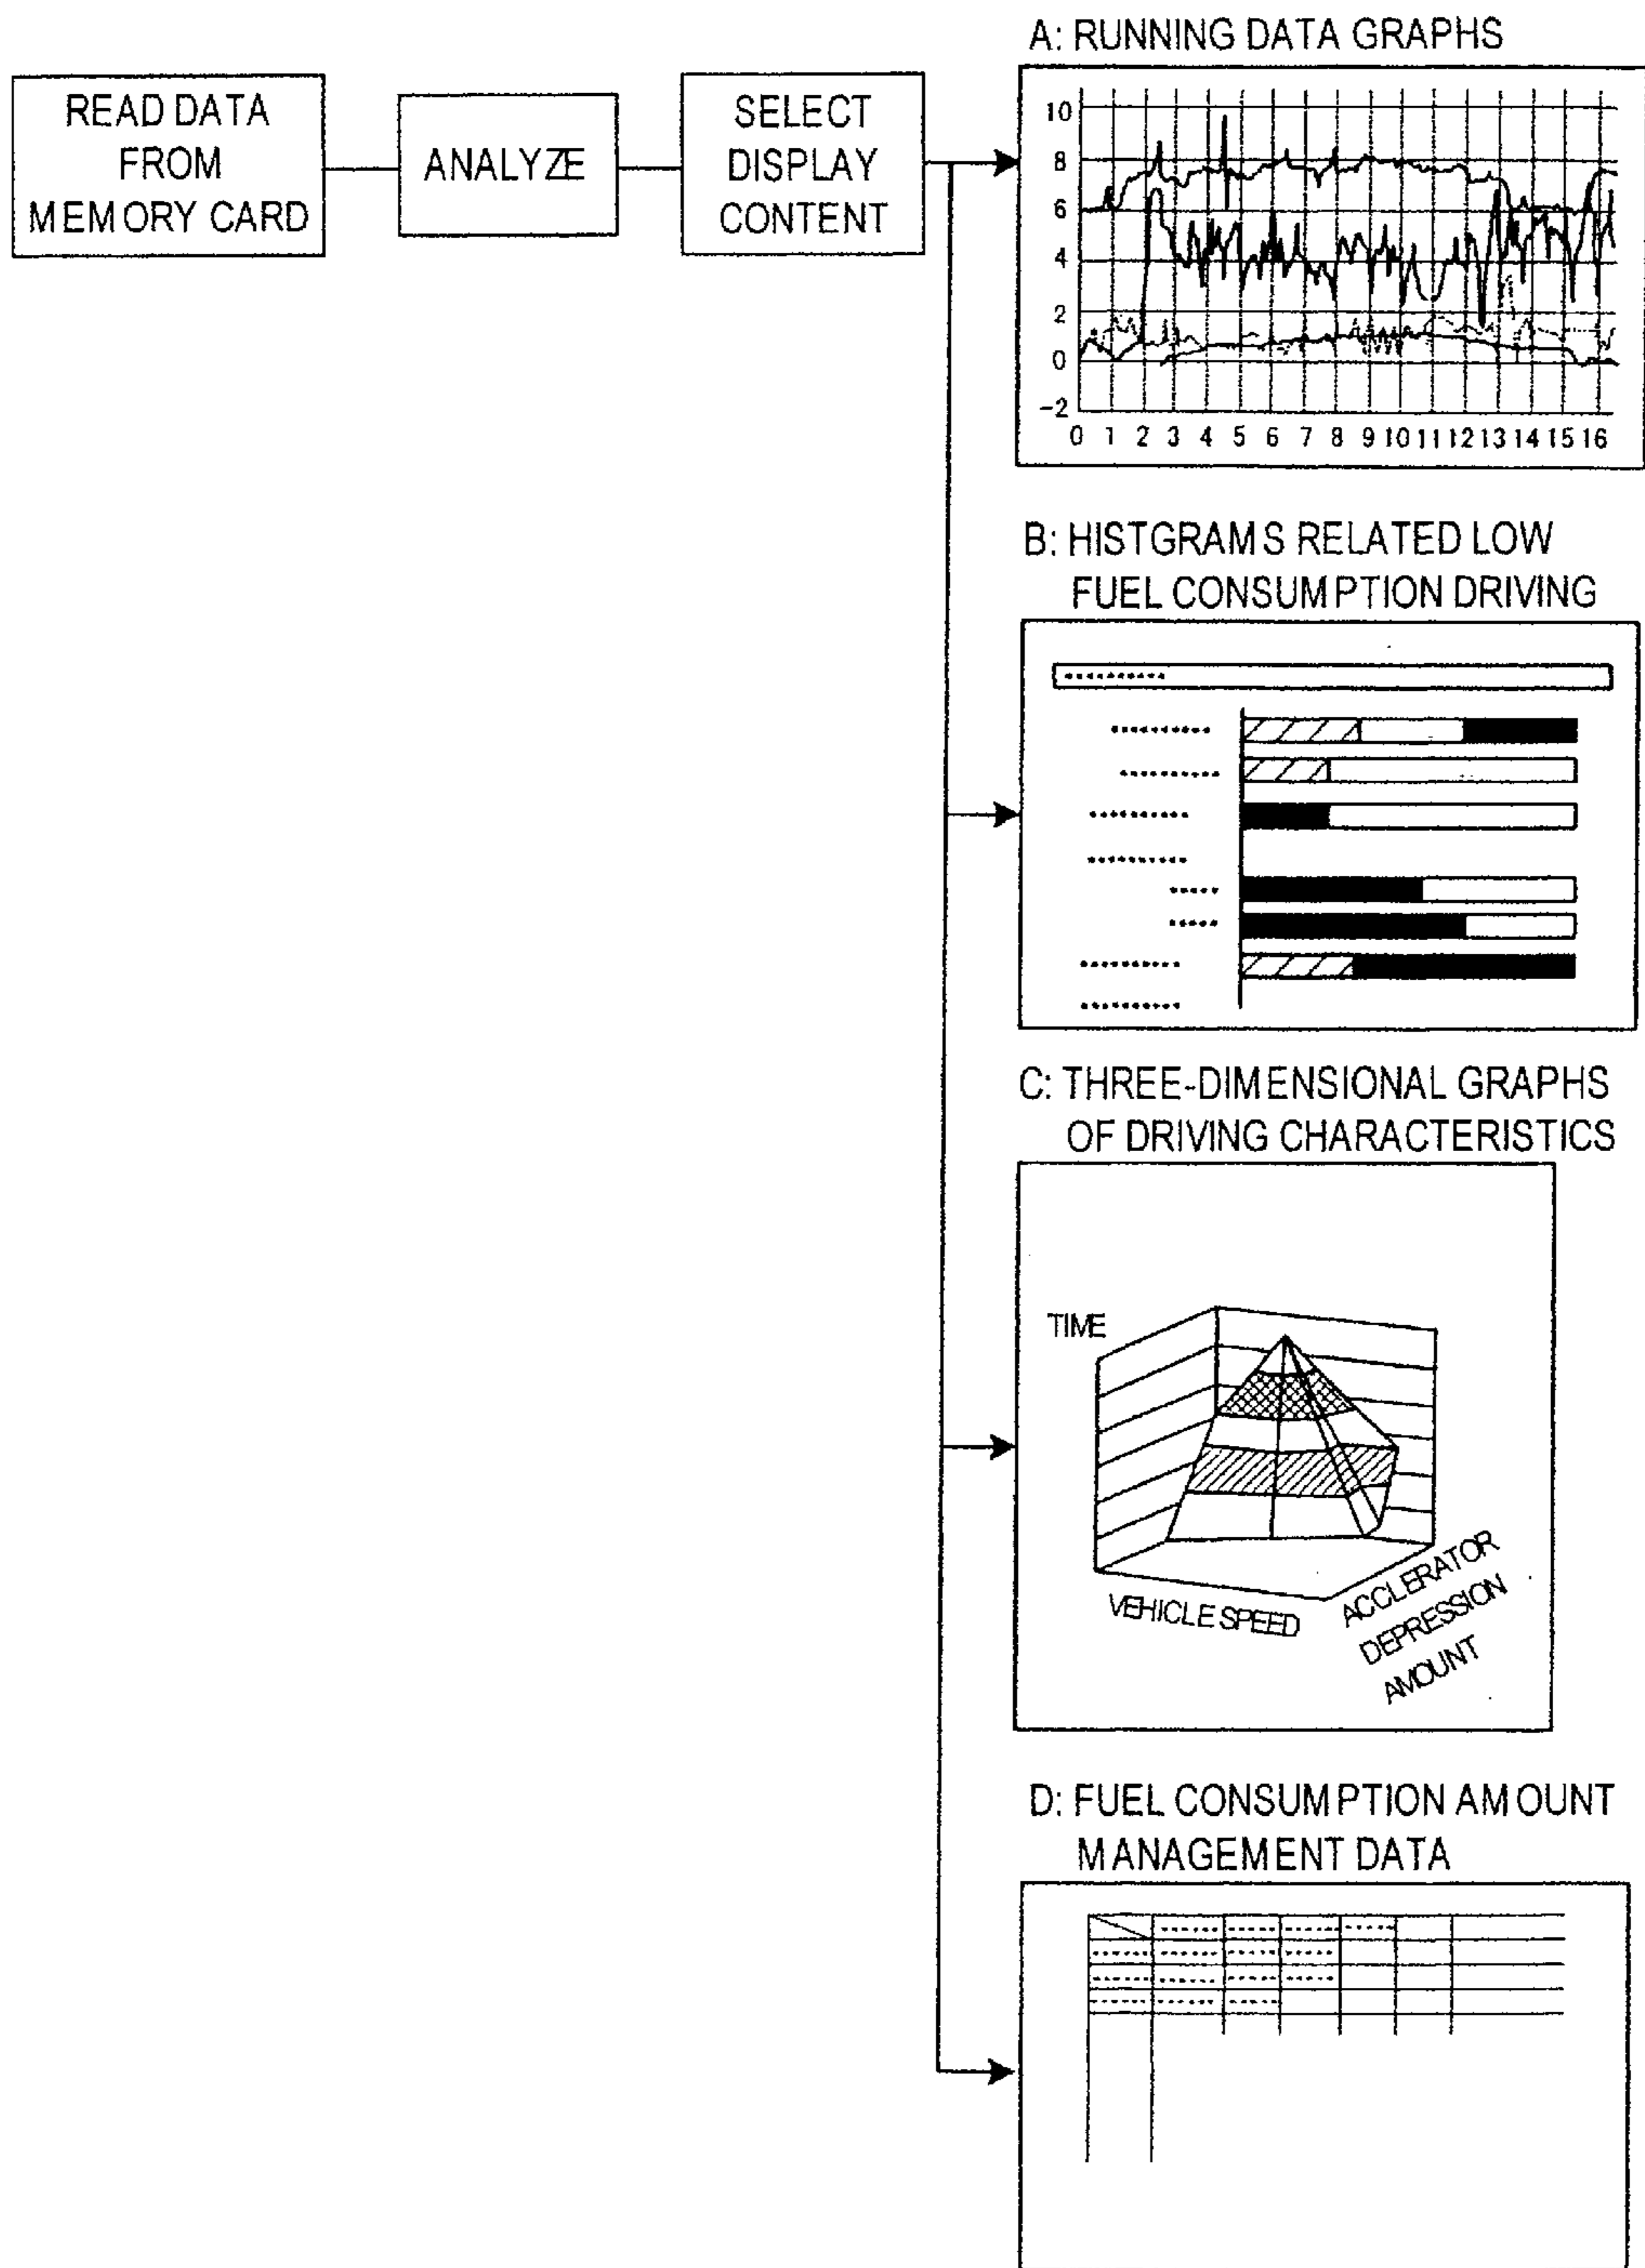 READ DATA
FROM
MEMORY CARD
ANALYZE
SELECT
DISPLAY
CONTENT
A: RUNNING DATA GRAPHS
10
8
6
4
2
0
-2
0 1 2 3 4 5 6 7 8 9 10 11 12 13 14 15 16
B: HISTGRAMS RELATED LOW
FUEL CONSUMPTION DRIVING
C: THREE-DIMENSIONAL GRAPHS
OF DRIVING CHARACTERISTICS
TIME
VEHICLE SPEED
ACCLERATOR
DEPRESSION
AMOUNT
D: FUEL CONSUMPTION AMOUNT
MANAGEMENT DATA